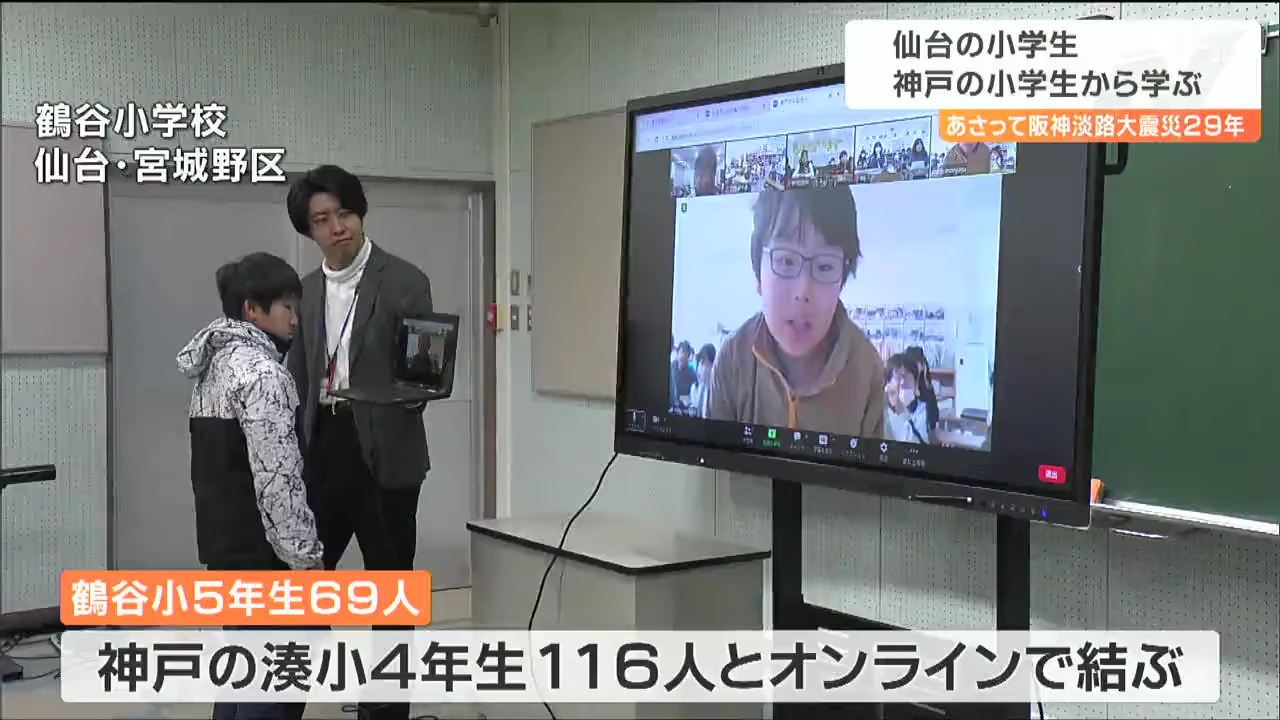 仙台の小学生
神戸の小学生から学ぶ
あさって阪神淡路大震災29年
鶴谷小学校
仙台・宮城野区
退出
鶴谷小5年生69人
神戸の湊小4年生116人とオンラインで結ぶ